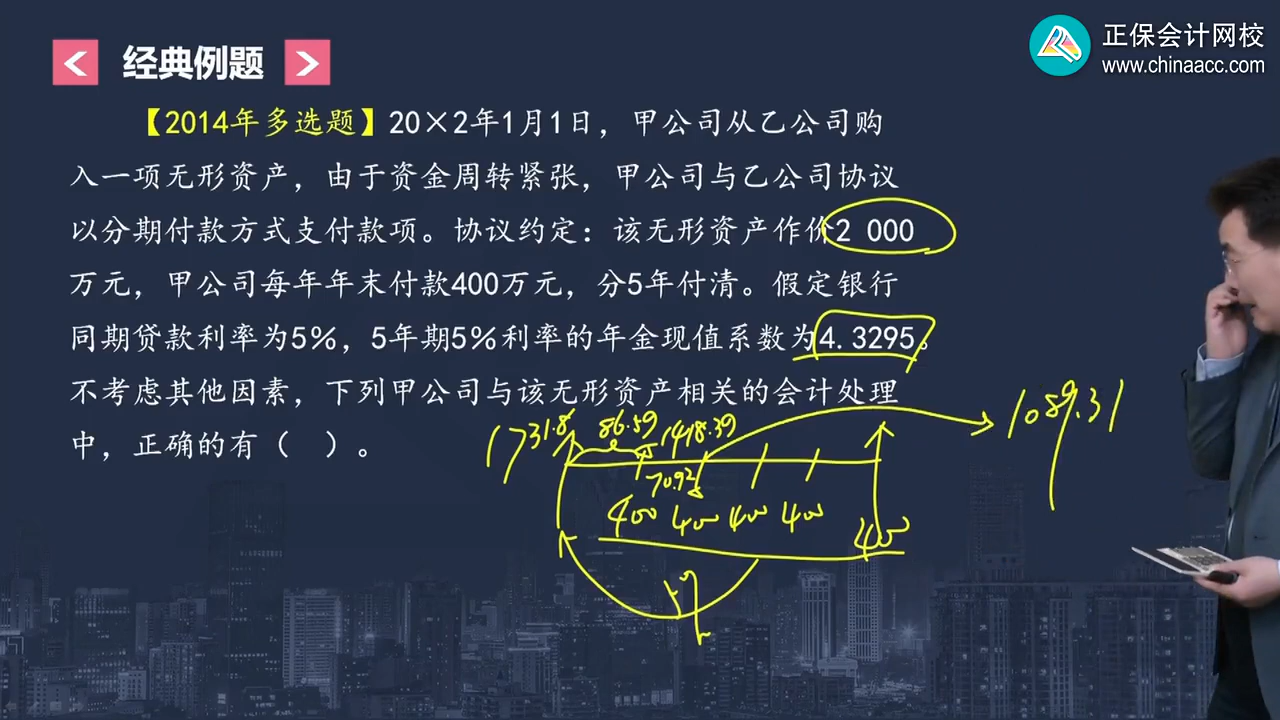 经典例题
正保会计网校
www.chinaacc.com
【2014年多选题】20×2年1月1日，甲公司从乙公司购
入一项无形资产，由于资金周转紧张，甲公司与乙公司协议
以分期付款方式支付款项。协议约定：该无形资产作价2 000
万元，甲公司每年年末付款400万元，分5年付清。假定银行
同期贷款利率为5%，5年期5%利率的年金现值系数为4.3295。
不考虑其他因素，下列甲公司与该无形资产相关的会计处理
中，正确的有（ ）。
1731.8 86.59 1418.39 1089.31
70.92
400 400 400 400 400